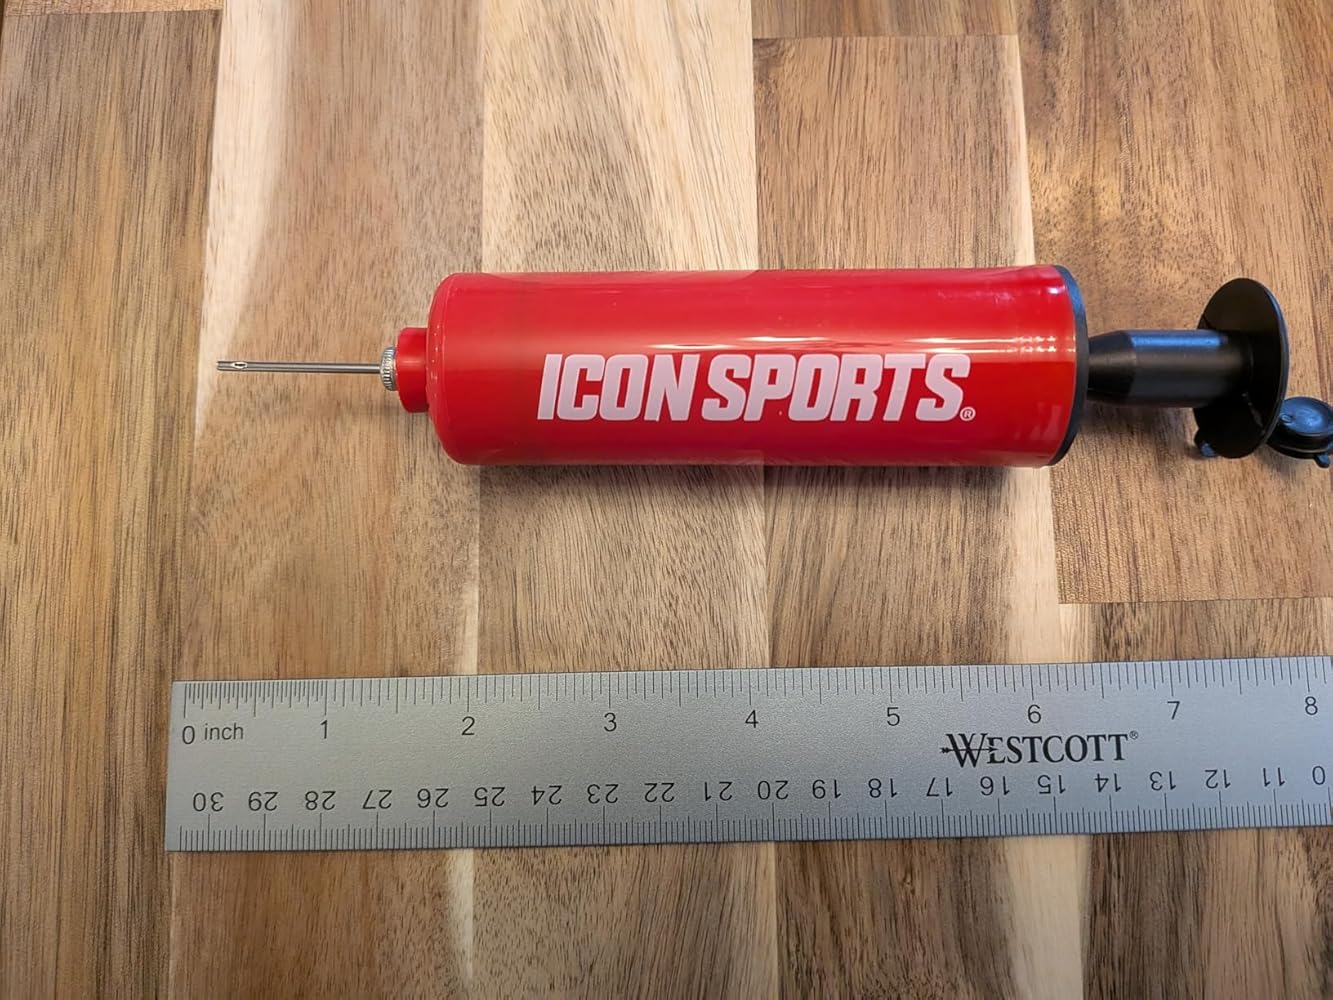 ICON SPORTS®
0 inch 1 2 3 4 5 6 7 8
WESTCOTT®
30 29 28 27 26 25 24 23 22 21 20 19 18 17 16 15 14 13 12 11 0